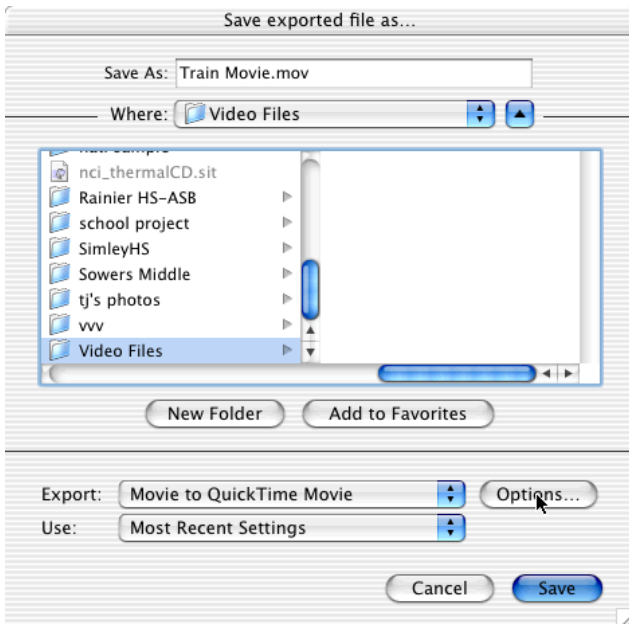 Save exported file as...
Save As: Train Movie.mov
Where: Video Files
nci_thermalCD.sit
Rainier HS-ASB
school project
SimleyHS
Sowers Middle
tj's photos
vvv
Video Files
New Folder Add to Favorites
Export: Movie to QuickTime Movie Options...
Use: Most Recent Settings
Cancel Save